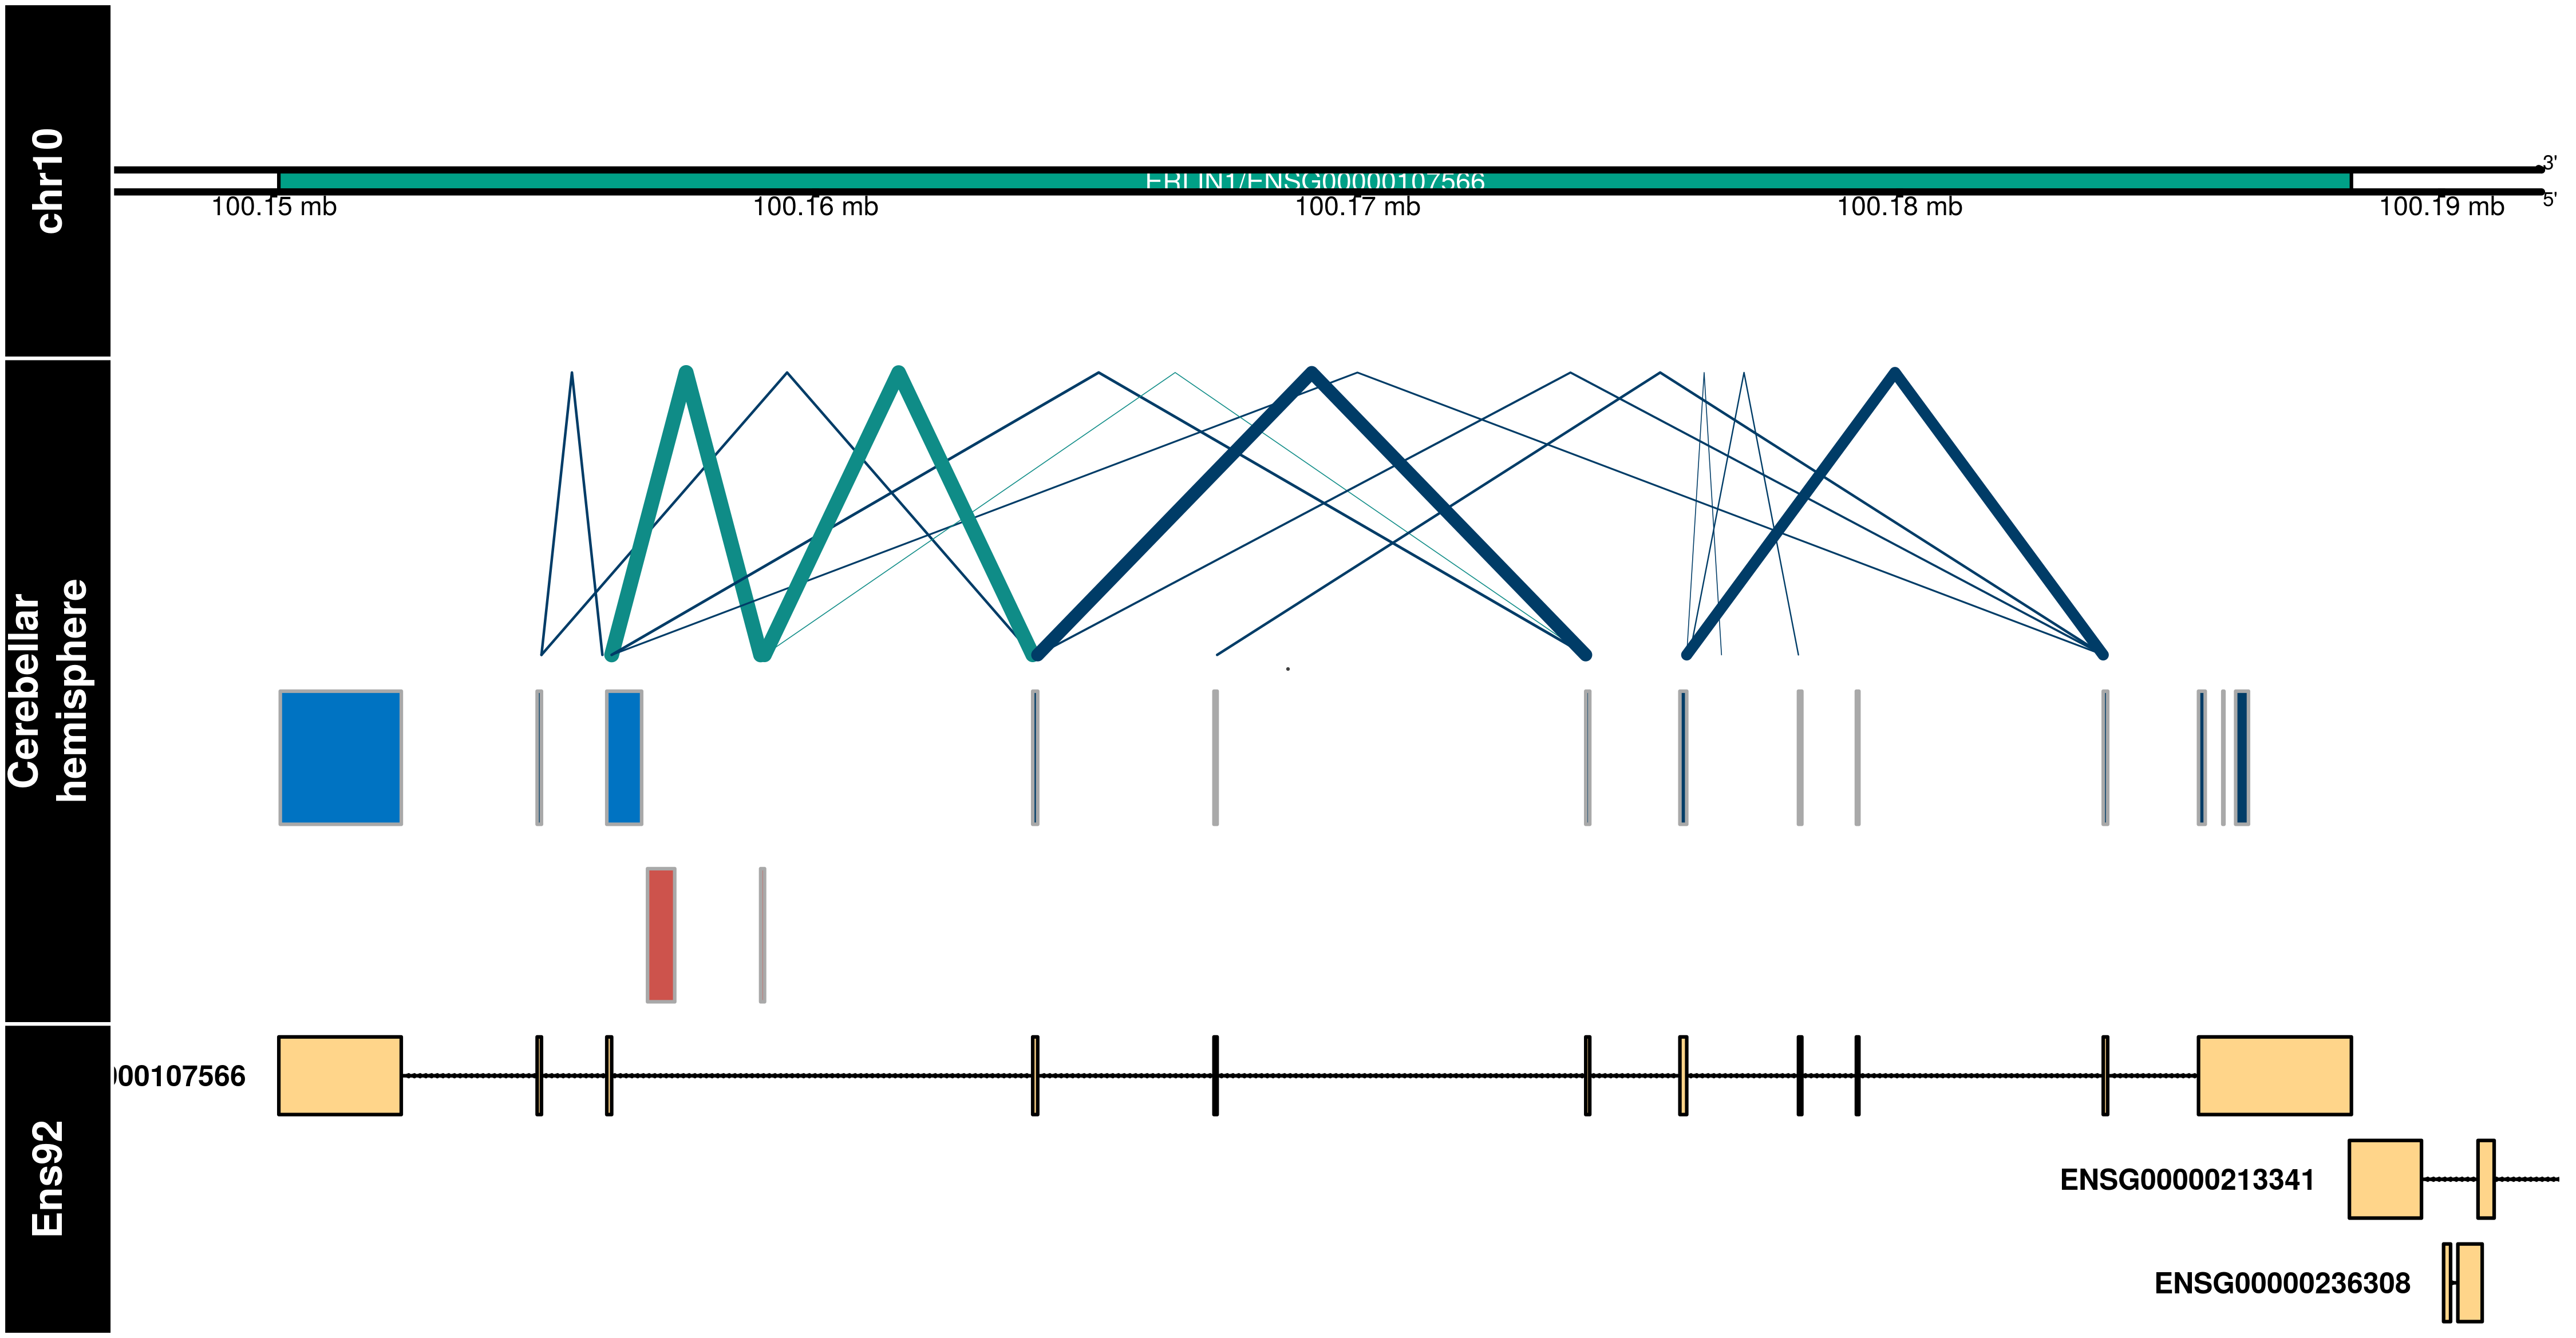 chr10
3'
ERLIN1/ENSG00000107566
100.15 mb
100.16 mb
100.17 mb
100.18 mb
100.19 mb
5'
Cerebellar
hemisphere
Ens92
00107566
ENSG00000213341
ENSG00000236308